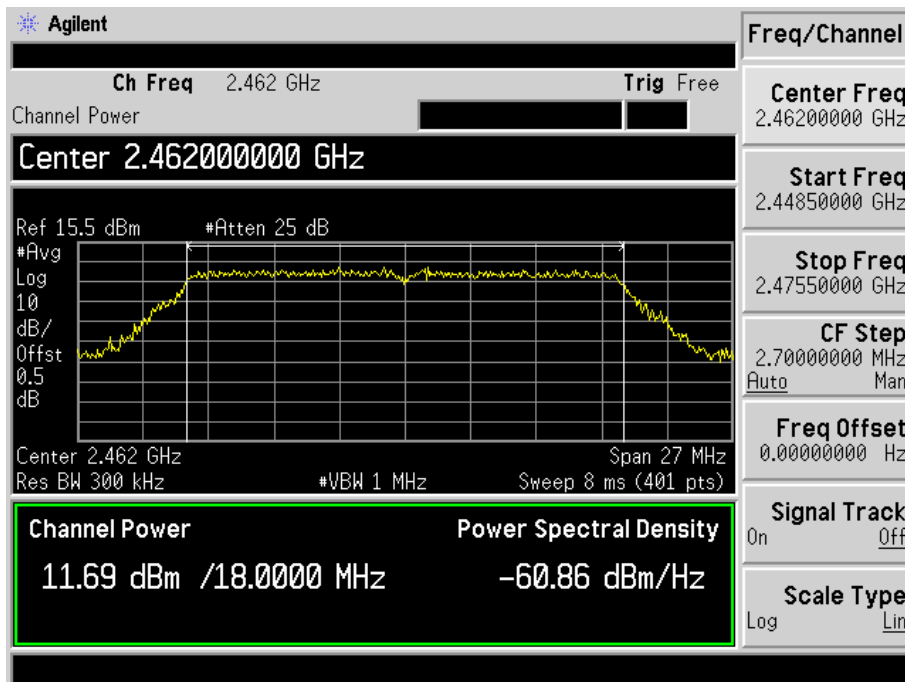 Agilent
Freq/Channel
Ch Freq 2.462 GHz Trig Free
Channel Power
Center 2.462000000 GHz
Ref 15.5 dBm #Atten 25 dB
#Avg
Log
10
dB/
Offst
0.5
dB
Center 2.462 GHz Span 27 MHz
Res BW 300 kHz #VBW 1 MHz Sweep 8 ms (401 pts)
Channel Power Power Spectral Density
11.69 dBm /18.0000 MHz -60.86 dBm/Hz
Center Freq
2.46200000 GHz
Start Freq
2.44850000 GHz
Stop Freq
2.47550000 GHz
CF Step
2.70000000 MHz
Auto Man
Freq Offset
0.00000000 Hz
Signal Track
On Off
Scale Type
Log Lin